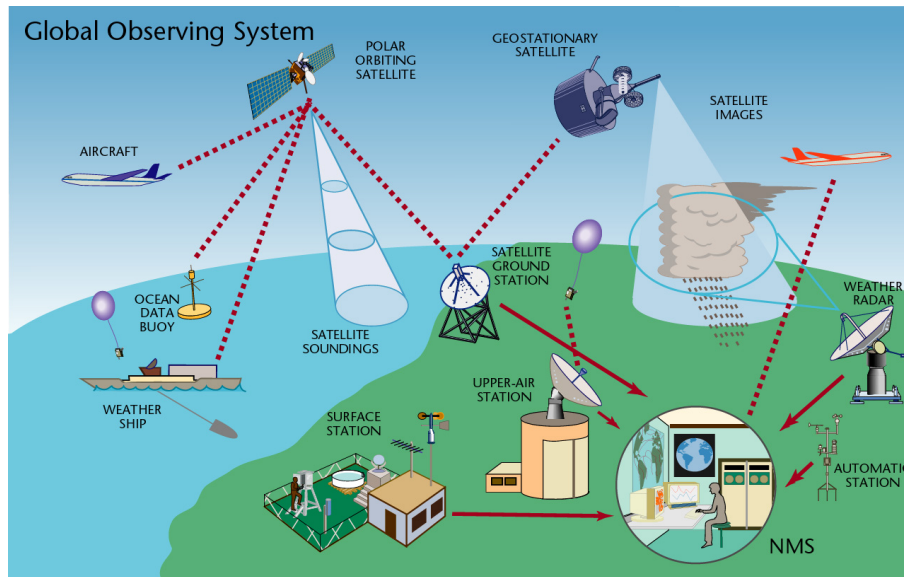 Global Observing System
POLAR
ORBITING
SATELLITE
GEOSTATIONARY
SATELLITE
SATELLITE
IMAGES
AIRCRAFT
SATELLITE
GROUND
STATION
OCEAN
DATA
BUOY
WEATHER
RADAR
SATELLITE
SOUNDINGS
UPPER-AIR
STATION
WEATHER
SHIP
SURFACE
STATION
AUTOMATIC
STATION
NMS